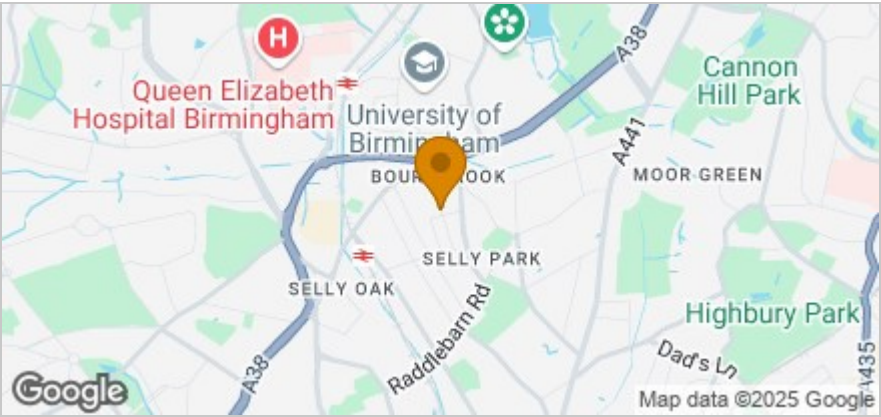 H
A38
Cannon
Hill Park
Queen Elizabeth
Hospital Birmingham
University of
Birmingham
A441
BOURNBROOK
MOOR GREEN
SELLY PARK
SELLY OAK
Raddlebarn Rd
Highbury Park
Dad's Ln
A38
A435
Google
Map data ©2025 Google